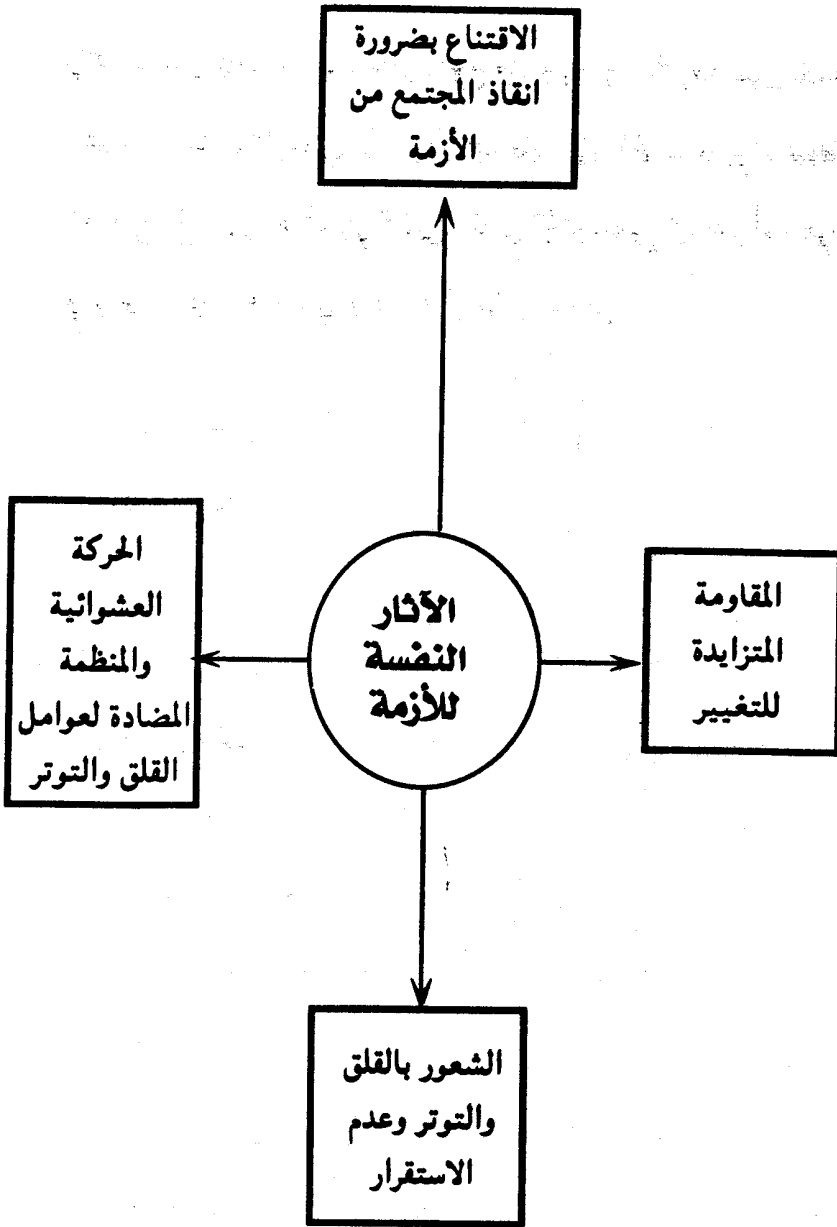 الاقتناع بضرورة
انقاذ المجتمع من
الأزمة
المقاومة
المتزايدة
للتغيير
الآثار
النفسة
للأزمة
الحركة
العشوائية
والمنظمة
المضادة لعوامل
القلق والتوتر
الشعور بالقلق
والتوتر وعدم
الاستقرار